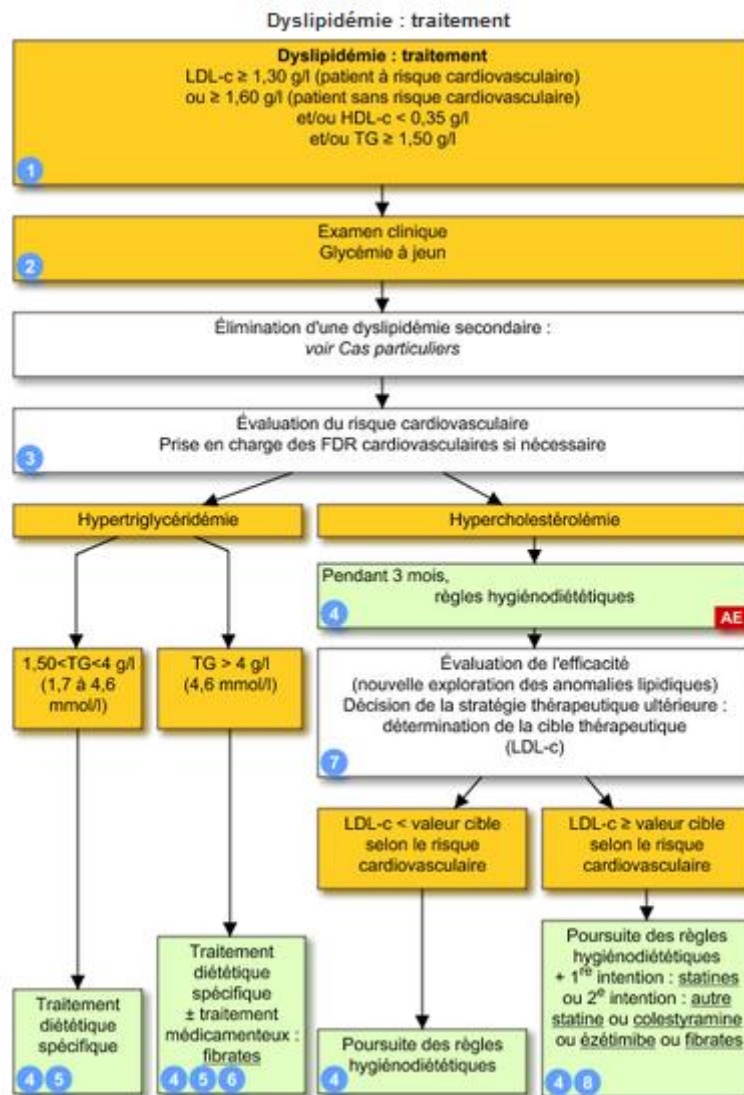 Dyslipidémie : traitement
Dyslipidémie : traitement
LDL-c ≥ 1,30 g/l (patient à risque cardiovasculaire)
ou ≥ 1,60 g/l (patient sans risque cardiovasculaire)
et/ou HDL-c < 0,35 g/l
et/ou TG ≥ 1,50 g/l
1
Examen clinique
Glycémie à jeun
2
Élimination d'une dyslipidémie secondaire :
voir Cas particuliers
Évaluation du risque cardiovasculaire
Prise en charge des FDR cardiovasculaires si nécessaire
3
Hypertriglycéridémie
Hypercholestérolémie
Pendant 3 mois,
règles hygiénodiététiques
4
AE
1,50<TG<4 g/l
(1,7 à 4,6
mmol/l)
TG > 4 g/l
(4,6 mmol/l)
Évaluation de l'efficacité
(nouvelle exploration des anomalies lipidiques)
Décision de la stratégie thérapeutique ultérieure :
détermination de la cible thérapeutique
(LDL-c)
7
LDL-c < valeur cible
selon le risque
cardiovasculaire
LDL-c ≥ valeur cible
selon le risque
cardiovasculaire
Traitement
diététique
spécifique
4 5
Traitement
diététique
spécifique
± traitement
médicamenteux :
fibrates
4 5 6
Poursuite des règles
hygiénodiététiques
4
Poursuite des règles
hygiénodiététiques
+ 1re intention : statines
ou 2e intention : autre
statine ou colestyramine
ou ézétimibe ou fibrates
4 8